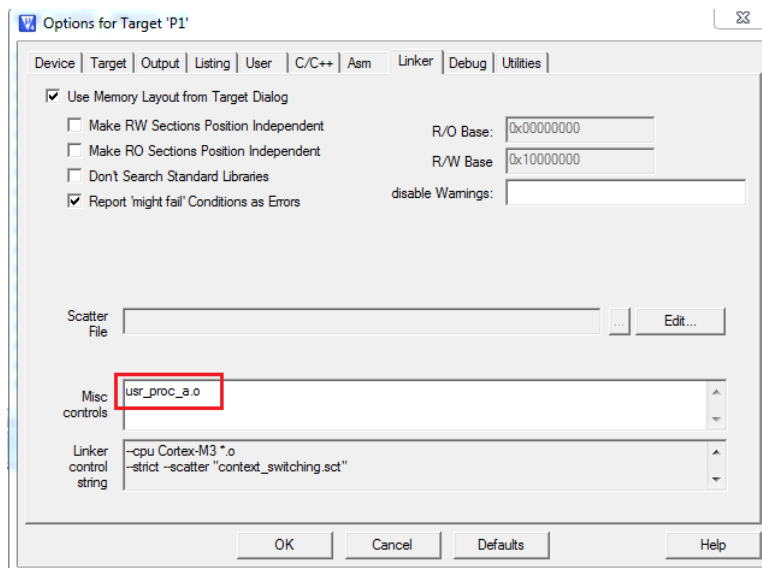 Options for Target 'P1'
Device Target Output Listing User C/C++ Asm Linker Debug Utilities
Use Memory Layout from Target Dialog
Make RW Sections Position Independent
Make RO Sections Position Independent
Don't Search Standard Libraries
Report 'might fail' Conditions as Errors
R/O Base: 0x00000000
R/W Base 0x10000000
disable Warnings:
Scatter
File
... Edit...
Misc
controls
usr_proc_a.o
Linker
control
string
--cpu Cortex-M3 *.o
--strict --scatter "context_switching.sct"
OK Cancel Defaults Help